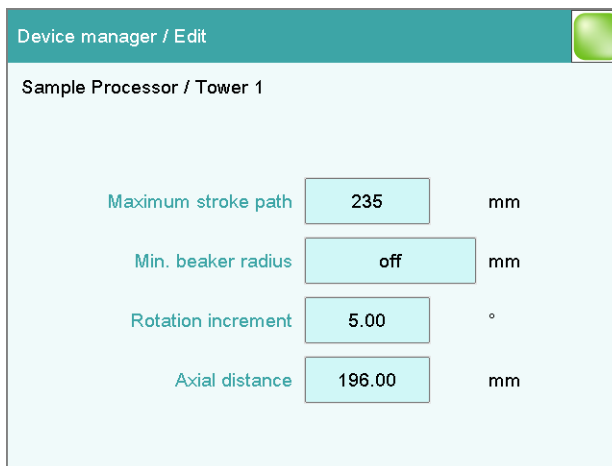 Device manager / Edit
Sample Processor / Tower 1
Maximum stroke path 235 mm
Min. beaker radius off mm
Rotation increment 5.00 °
Axial distance 196.00 mm